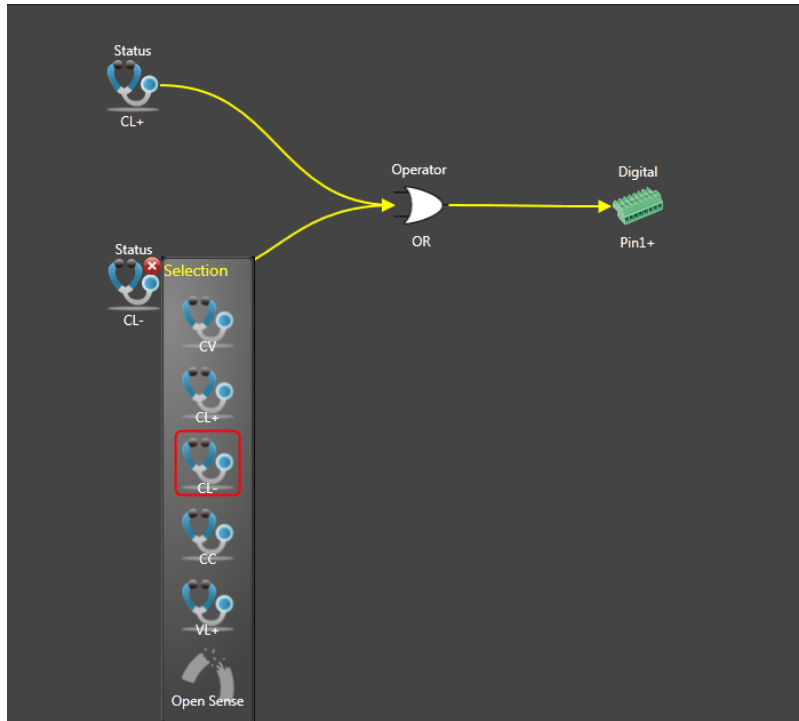 Status
CL+
Operator
OR
Digital
Pin1+
Status
CL-
Selection
CV
CL+
CL-
CC
VL+
Open Sense